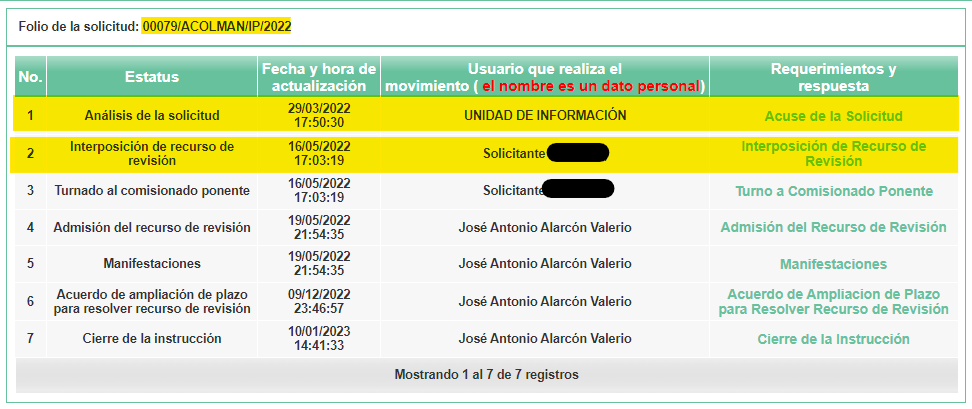 Folio de la solicitud: 00079/ACOLMAN/IP/2022
No. Estatus Fecha y hora de actualización Usuario que realiza el movimiento ( el nombre es un dato personal) Requerimientos y respuesta
1 Análisis de la solicitud 29/03/2022 17:50:30 UNIDAD DE INFORMACIÓN Acuse de la Solicitud
2 Interposición de recurso de revisión 16/05/2022 17:03:19 Solicitante Interposición de Recurso de Revisión
3 Turnado al comisionado ponente 16/05/2022 17:03:19 Solicitante Turno a Comisionado Ponente
4 Admisión del recurso de revisión 19/05/2022 21:54:35 José Antonio Alarcón Valerio Admisión del Recurso de Revisión
5 Manifestaciones 19/05/2022 21:54:35 José Antonio Alarcón Valerio Manifestaciones
6 Acuerdo de ampliación de plazo para resolver recurso de revisión 09/12/2022 23:46:57 José Antonio Alarcón Valerio Acuerdo de Ampliacion de Plazo para Resolver Recurso de Revisión
7 Cierre de la instrucción 10/01/2023 14:41:33 José Antonio Alarcón Valerio Cierre de la Instrucción
Mostrando 1 al 7 de 7 registros